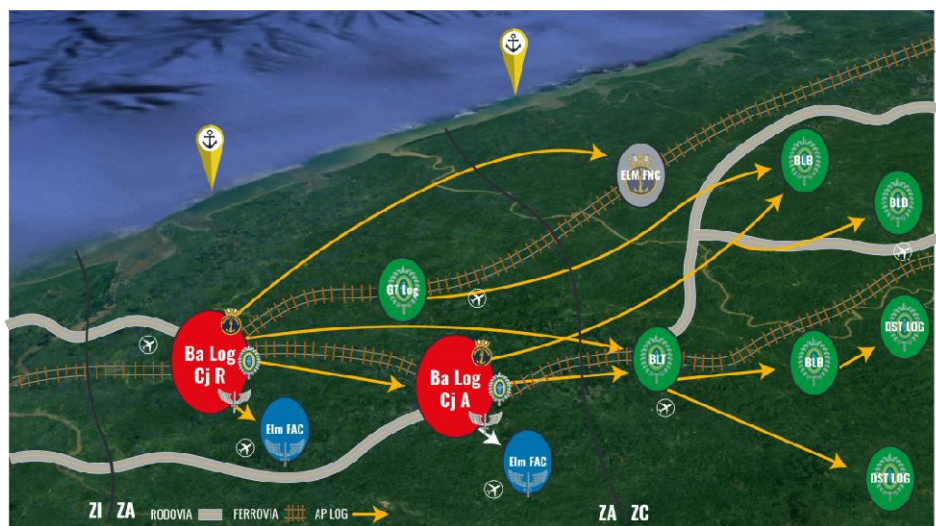 ELM FNC
BLB
BLB
GT Log
DST LOG
Ba Log
Cj R
Ba Log
Cj A
BLT
BLB
Elm FAC
Elm FAC
DST LOG
ZI ZA RODOVIA FERROVIA AP LOG ZA ZC